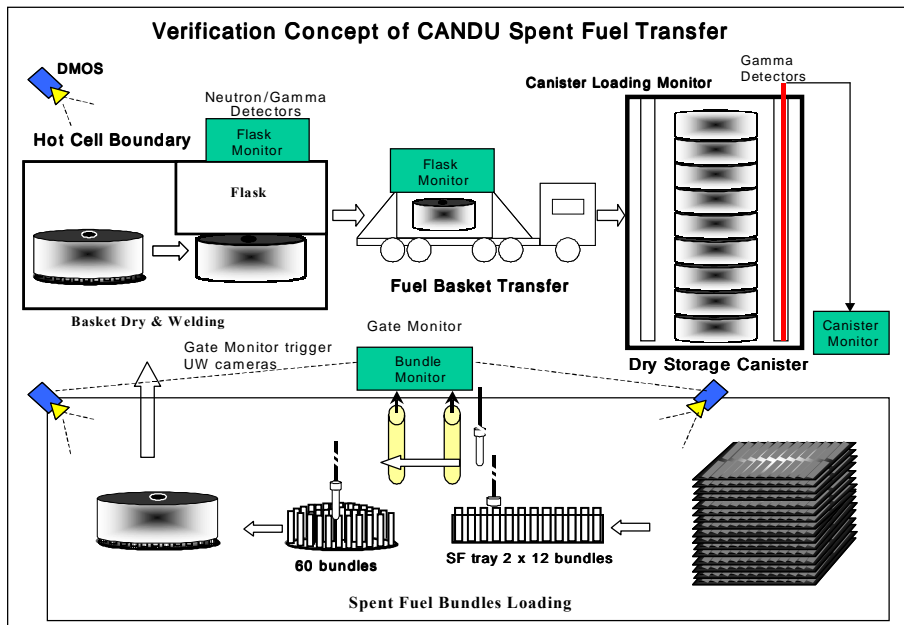 Verification Concept of CANDU Spent Fuel Transfer
DMOS
Neutron/Gamma
Detectors
Hot Cell Boundary
Flask
Monitor
Flask
Basket Dry & Welding
Flask
Monitor
Fuel Basket Transfer
Canister Loading Monitor
Gamma
Detectors
Canister
Monitor
Dry Storage Canister
Gate Monitor
Gate Monitor trigger
UW cameras
Bundle
Monitor
60 bundles
SF tray 2 x 12 bundles
Spent Fuel Bundles Loading